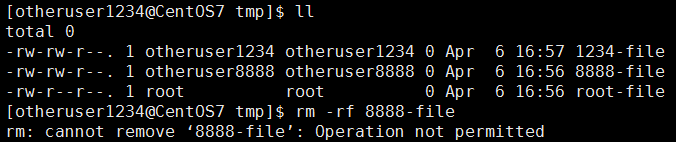 [otheruser1234@CentOS7 tmp]$ ll
total 0
-rw-rw-r--. 1 otheruser1234 otheruser1234 0 Apr  6 16:57 1234-file
-rw-rw-r--. 1 otheruser8888 otheruser8888 0 Apr  6 16:56 8888-file
-rw-r--r--. 1 root          root          0 Apr  6 16:56 root-file
[otheruser1234@CentOS7 tmp]$ rm -rf 8888-file
rm: cannot remove ‘8888-file’: Operation not permitted